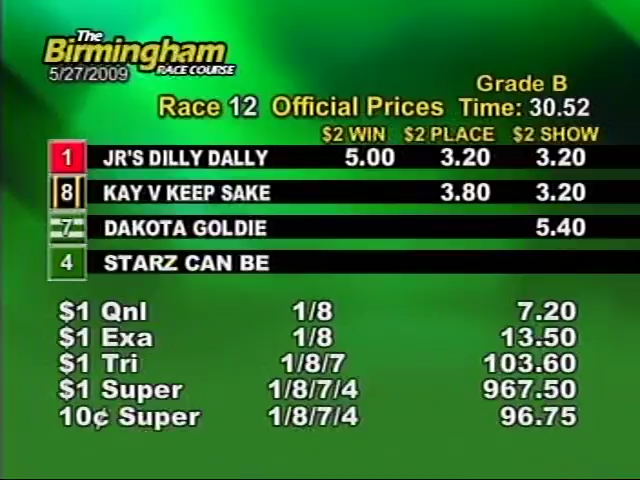 The
Birmingham
RACE COURSE
5/27/2009
Grade B
Race 12 Official Prices Time: 30.52
$2 WIN $2 PLACE $2 SHOW
1 JR'S DILLY DALLY 5.00 3.20 3.20
8 KAY V KEEP SAKE 3.80 3.20
7 DAKOTA GOLDIE 5.40
4 STARZ CAN BE
$1 Qnl 1/8 7.20
$1 Exa 1/8 13.50
$1 Tri 1/8/7 103.60
$1 Super 1/8/7/4 967.50
10¢ Super 1/8/7/4 96.75